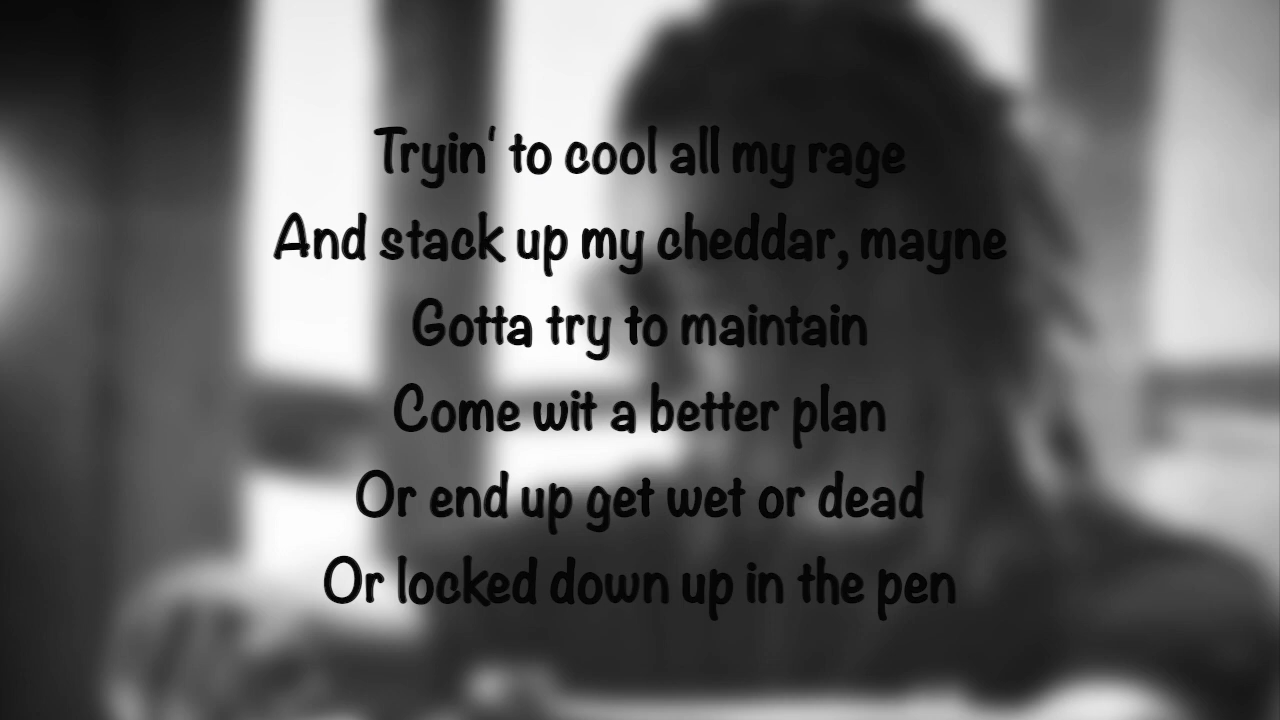 Tryin' to cool all my rage
And stack up my cheddar, mayne
Gotta try to maintain
Come wit a better plan
Or end up get wet or dead
Or locked down up in the pen